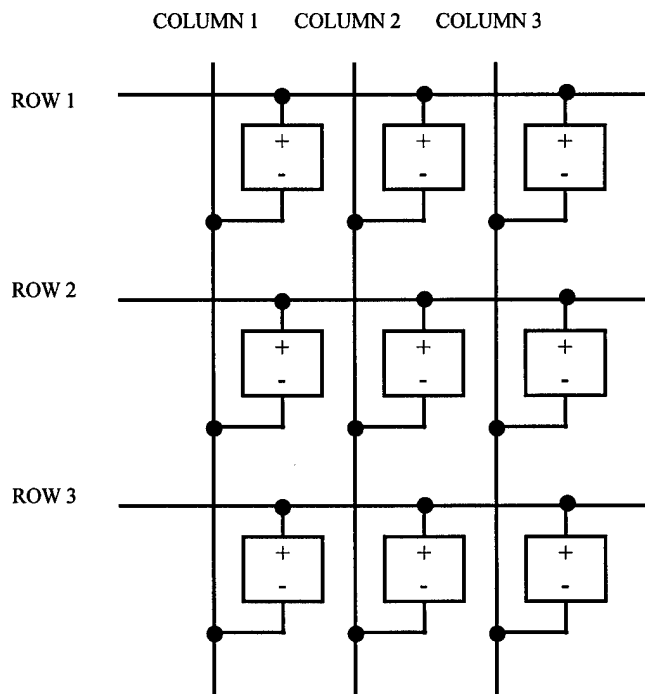 COLUMN 1 COLUMN 2 COLUMN 3
ROW 1
+ + +
- - -
ROW 2
+ + +
- - -
ROW 3
+ + +
- - -